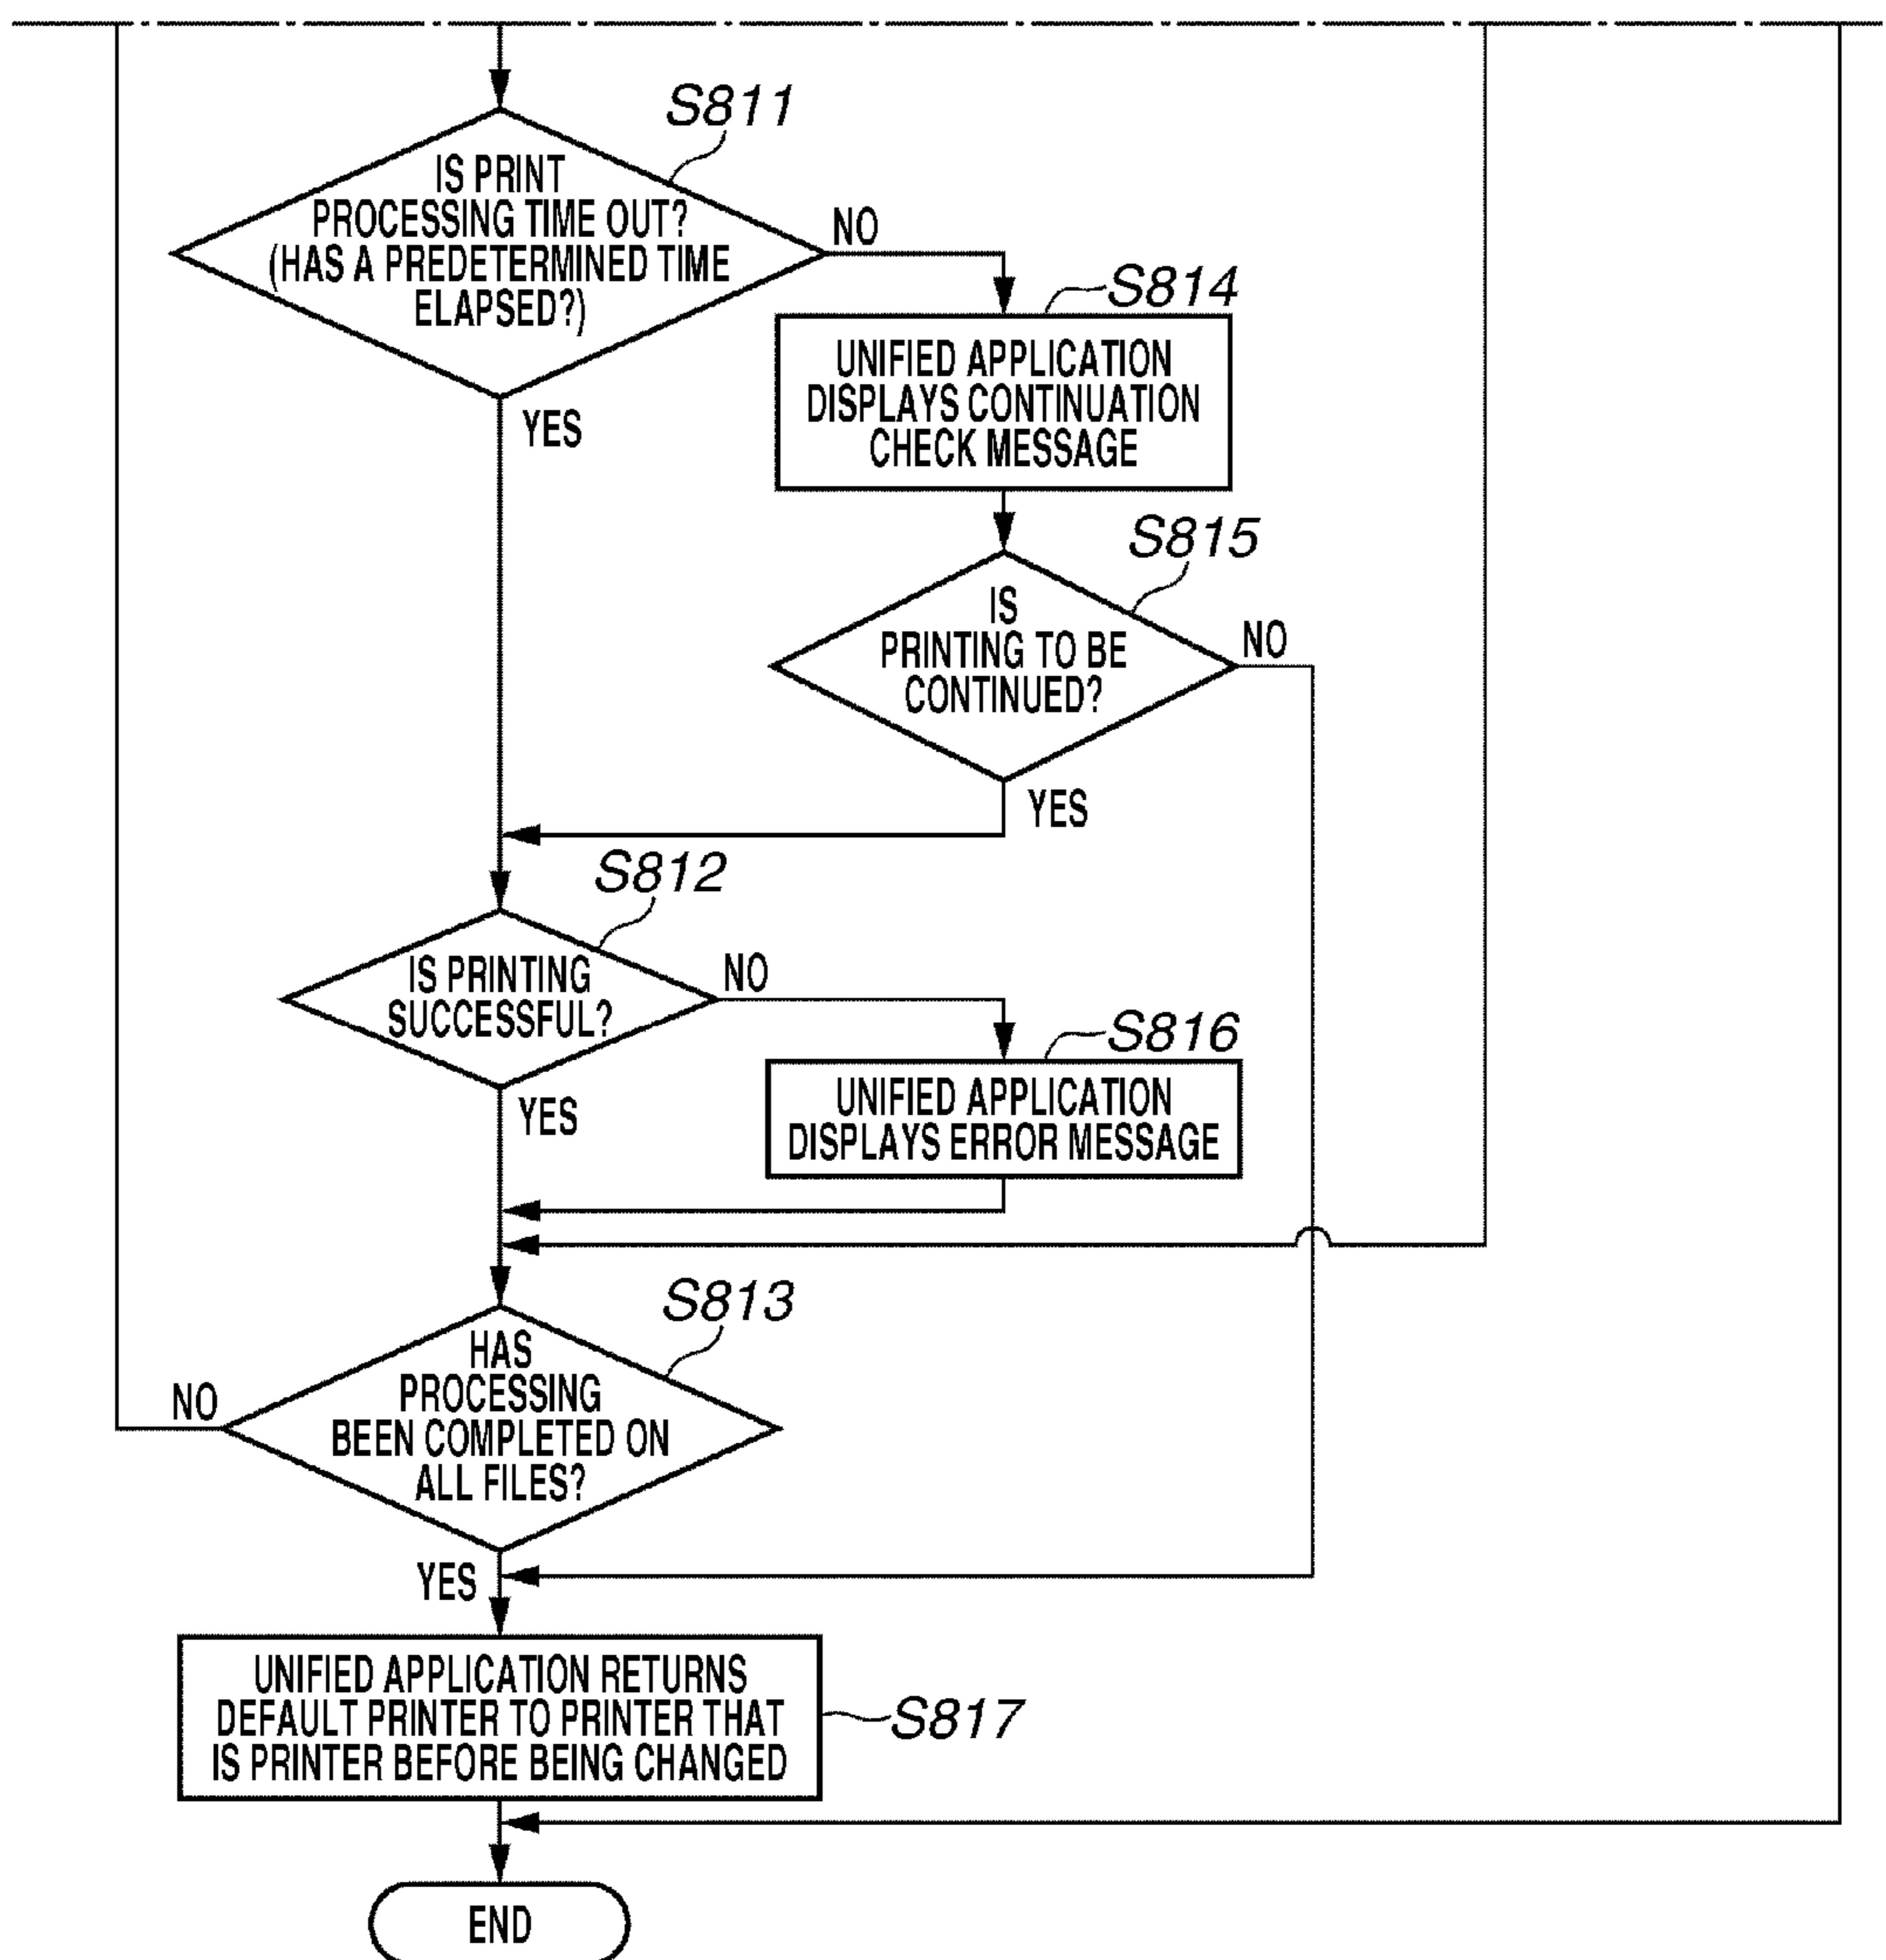 S811
IS PRINT
PROCESSING TIME OUT?
(HAS A PREDETERMINED TIME
ELAPSED?)
NO
YES
S814
UNIFIED APPLICATION
DISPLAYS CONTINUATION
CHECK MESSAGE
S815
IS
PRINTING TO BE
CONTINUED?
NO
YES
S812
IS PRINTING
SUCCESSFUL?
NO
YES
S816
UNIFIED APPLICATION
DISPLAYS ERROR MESSAGE
S813
HAS
PROCESSING
BEEN COMPLETED ON
ALL FILES?
NO
YES
UNIFIED APPLICATION RETURNS
DEFAULT PRINTER TO PRINTER THAT
IS PRINTER BEFORE BEING CHANGED
S817
END